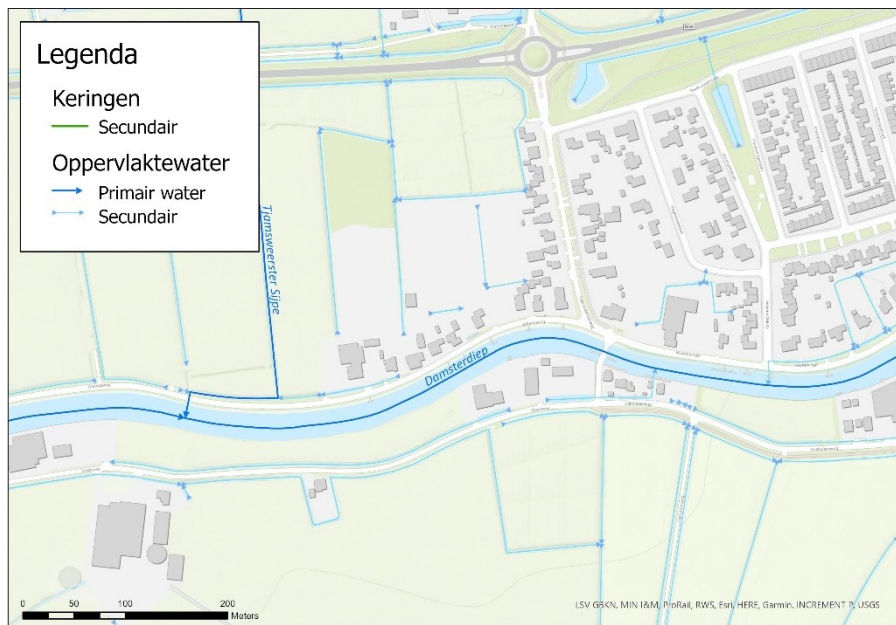 Legenda
Keringen
Secundair
Oppervlaktewater
Primair water
Secundair
Tjamsweerster Sijpe
Damsterdiep
0 50 100 200
Meters
LSV GBKN, MIN I&M, ProRail, RWS, Esri, HERE, Garmin, INCREMENT P, USGS